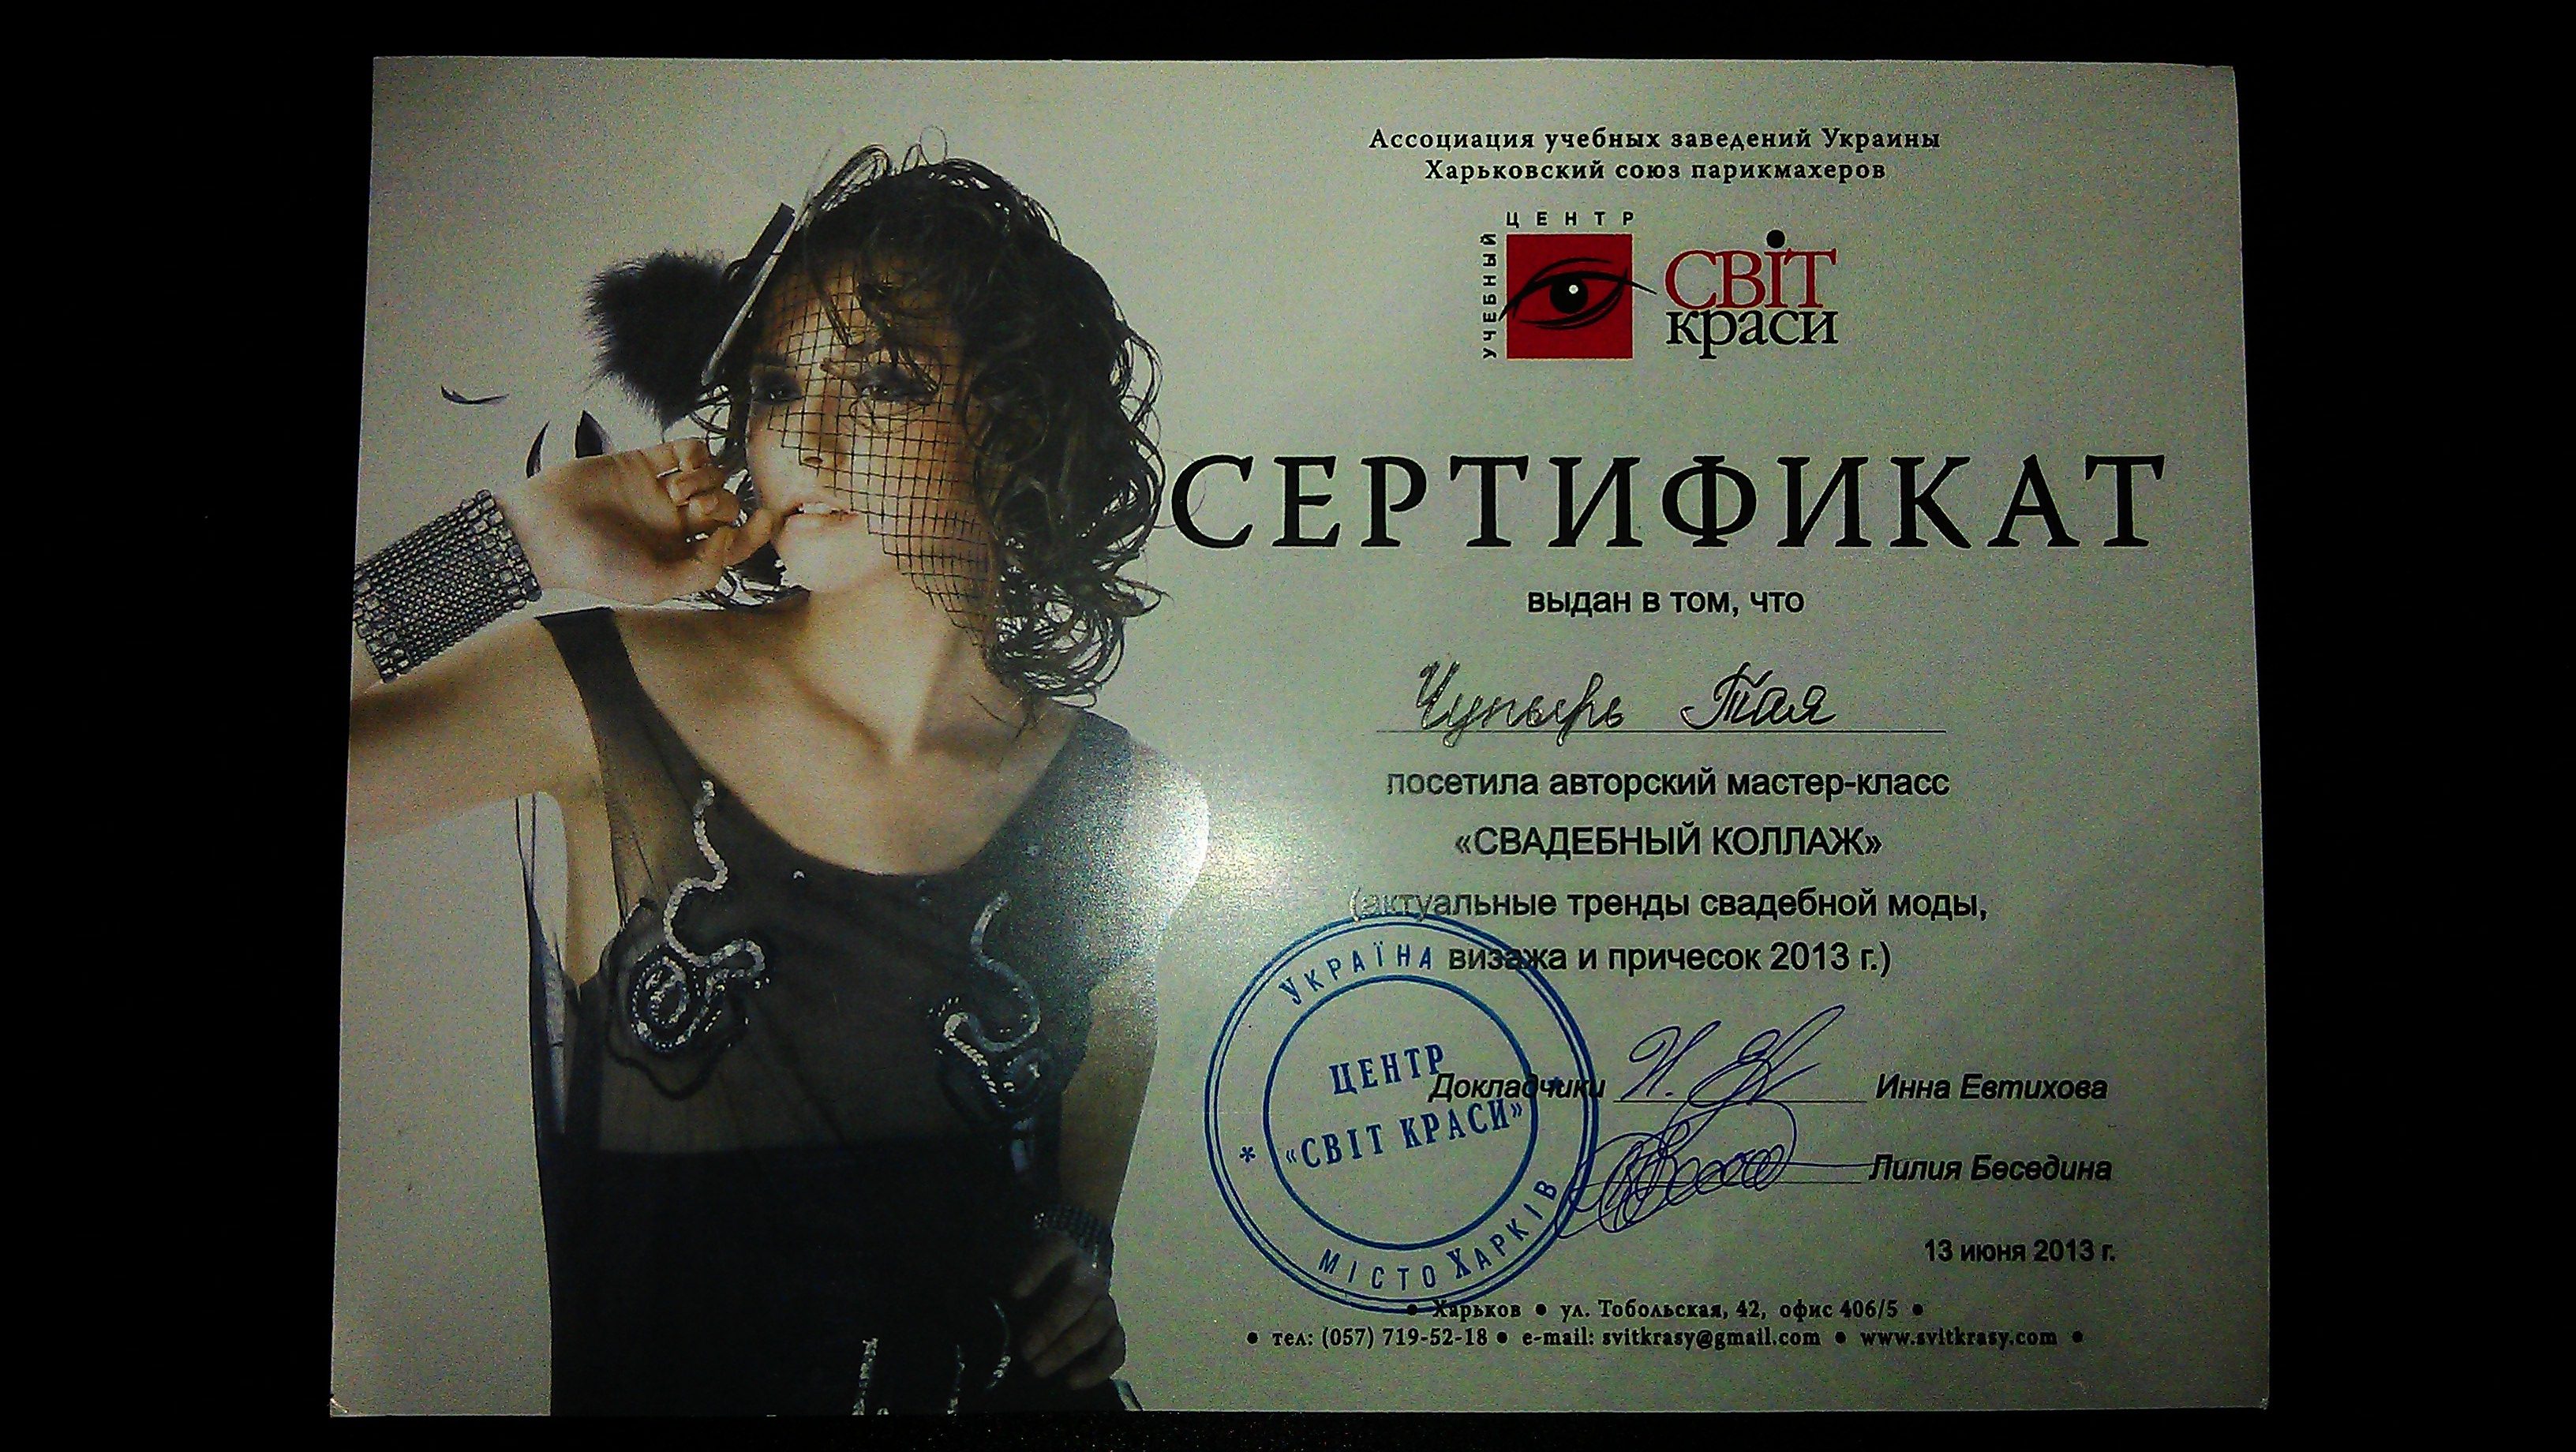 Ассоциация учебных заведений Украины
Харьковский союз парикмахеров
УЧЕБНЫЙ ЦЕНТР
СВІТ
краси
СЕРТИФИКАТ
выдан в том, что
Чупырь Тая
посетила авторский мастер-класс
«СВАДЕБНЫЙ КОЛЛАЖ»
(актуальные тренды свадебной моды,
визажа и причесок 2013 г.)
УКРАЇНА
ЦЕНТР
«СВІТ КРАСИ»
МІСТО ХАРКІВ
Докладчики Инна Евтихова
Лилия Беседина
13 июня 2013 г.
• Харьков • ул. Тобольская, 42, офис 406/5 •
• тел: (057) 719-52-18 • e-mail: svitkrasy@gmail.com • www.svitkrasy.com •